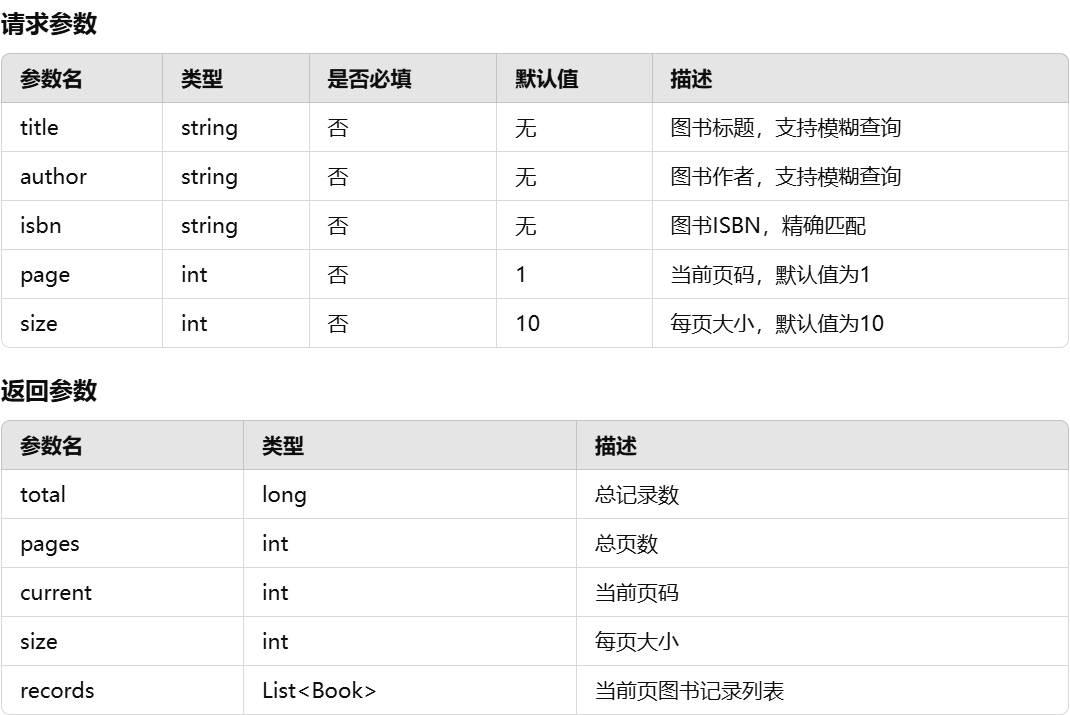 请求参数
参数名 类型 是否必填 默认值 描述
title string 否 无 图书标题，支持模糊查询
author string 否 无 图书作者，支持模糊查询
isbn string 否 无 图书ISBN，精确匹配
page int 否 1 当前页码，默认值为1
size int 否 10 每页大小，默认值为10
返回参数
参数名 类型 描述
total long 总记录数
pages int 总页数
current int 当前页码
size int 每页大小
records List<Book> 当前页图书记录列表